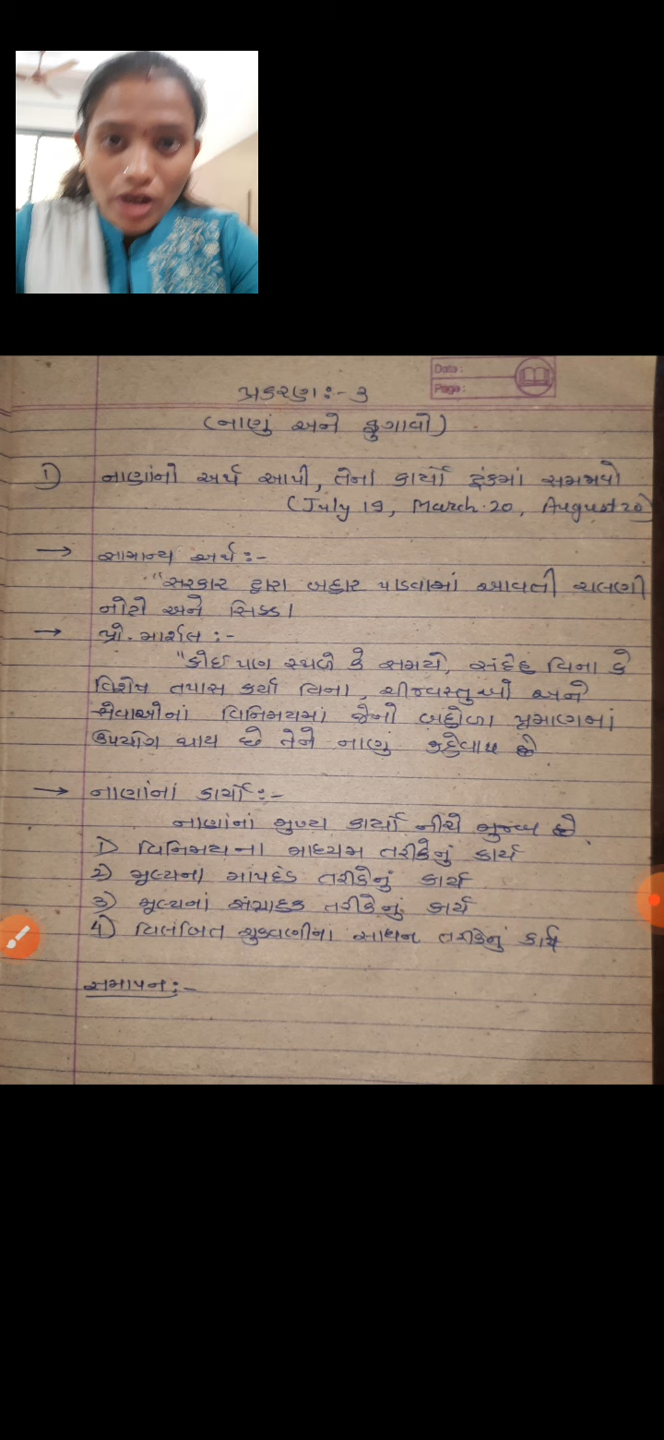 Date :
Page :
પ્રકરણ:- ૩
(નાણું અને ફુગાવો)
1) નાણાંનો અર્થ આપી, તેના કાર્યો ટુંકમાં સમજાવો
(July 19, March.20, August 20)
→ સામાન્ય અર્થ:-
"સરકાર દ્વારા બહાર પાડવામાં આવતી ચલણી
નોટો અને સિક્કા
→ પ્રો. માર્શલ :-
"કોઈ પણ સ્થળે કે સમયે, સંદેહ વિના કે
વિશેષ તપાસ કર્યા વિના, ચીજવસ્તુઓ અને
સેવાઓનાં વિનિમયમાં જેનો બહોળા પ્રમાણમાં
ઉપયોગ થાય છે તેને નાણું કહેવાય છે
→ નાણાંનાં કાર્યો:-
નાણાંનાં મુખ્ય કાર્યો નીચે મુજબ છે.
1) વિનિમયના માધ્યમ તરીકેનું કાર્ય
2) મૂલ્યના માપદંડ તરીકેનું કાર્ય
3) મૂલ્યનાં સંગ્રાહક તરીકેનું કાર્ય
4) વિલંબિત ચુકવણીના સાધન તરીકેનું કાર્ય
સમાપન:-